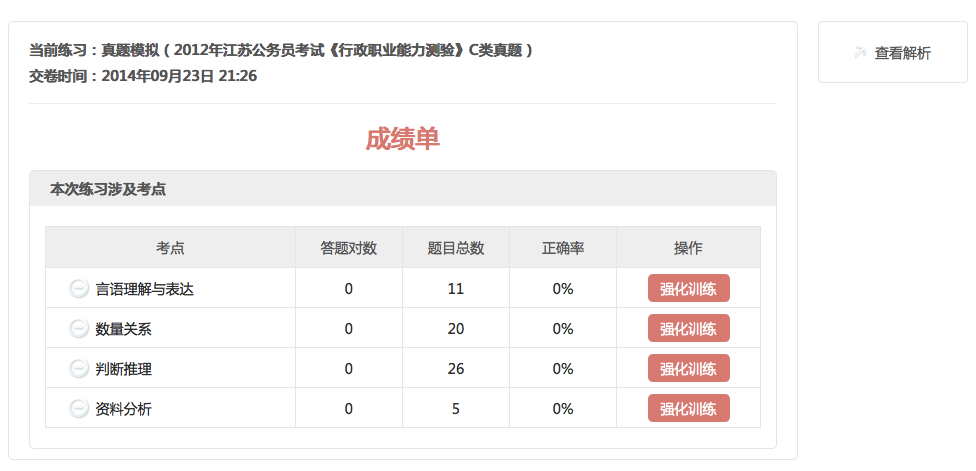 当前练习：真题模拟（2012年江苏公务员考试《行政职业能力测验》C类真题）
交卷时间：2014年09月23日 21:26
查看解析
成绩单
本次练习涉及考点
考点 答题对数 题目总数 正确率 操作
言语理解与表达 0 11 0% 强化训练
数量关系 0 20 0% 强化训练
判断推理 0 26 0% 强化训练
资料分析 0 5 0% 强化训练